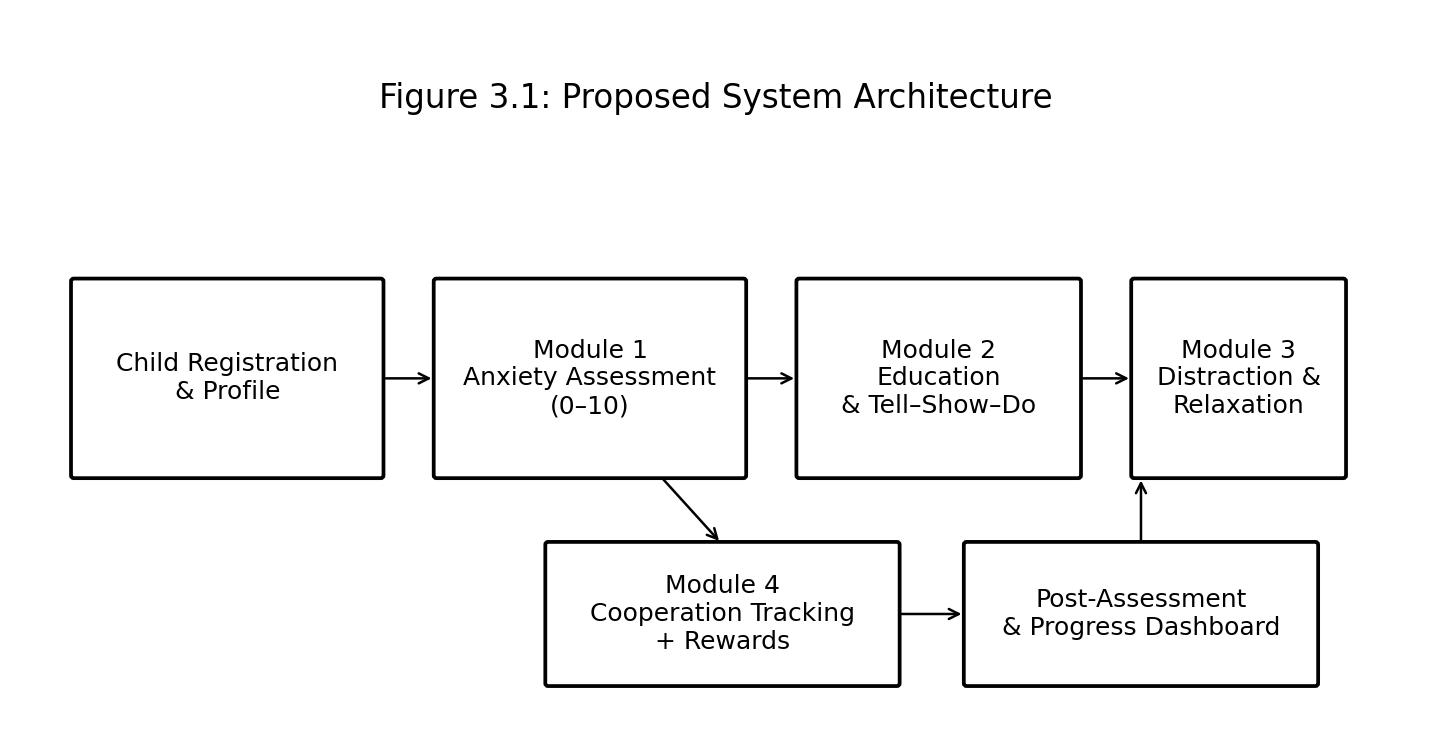 Figure 3.1: Proposed System Architecture
Child Registration
& Profile
Module 1
Anxiety Assessment
(0–10)
Module 2
Education
& Tell–Show–Do
Module 3
Distraction &
Relaxation
Module 4
Cooperation Tracking
+ Rewards
Post-Assessment
& Progress Dashboard